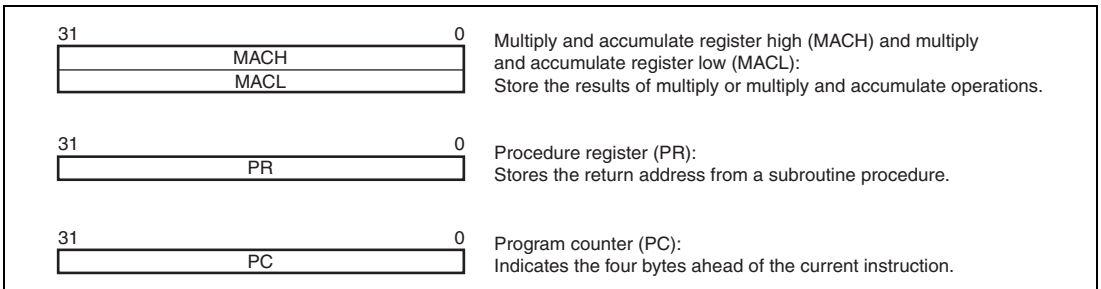 31 0
MACH
MACL
Multiply and accumulate register high (MACH) and multiply
and accumulate register low (MACL):
Store the results of multiply or multiply and accumulate operations.
31 0
PR
Procedure register (PR):
Stores the return address from a subroutine procedure.
31 0
PC
Program counter (PC):
Indicates the four bytes ahead of the current instruction.